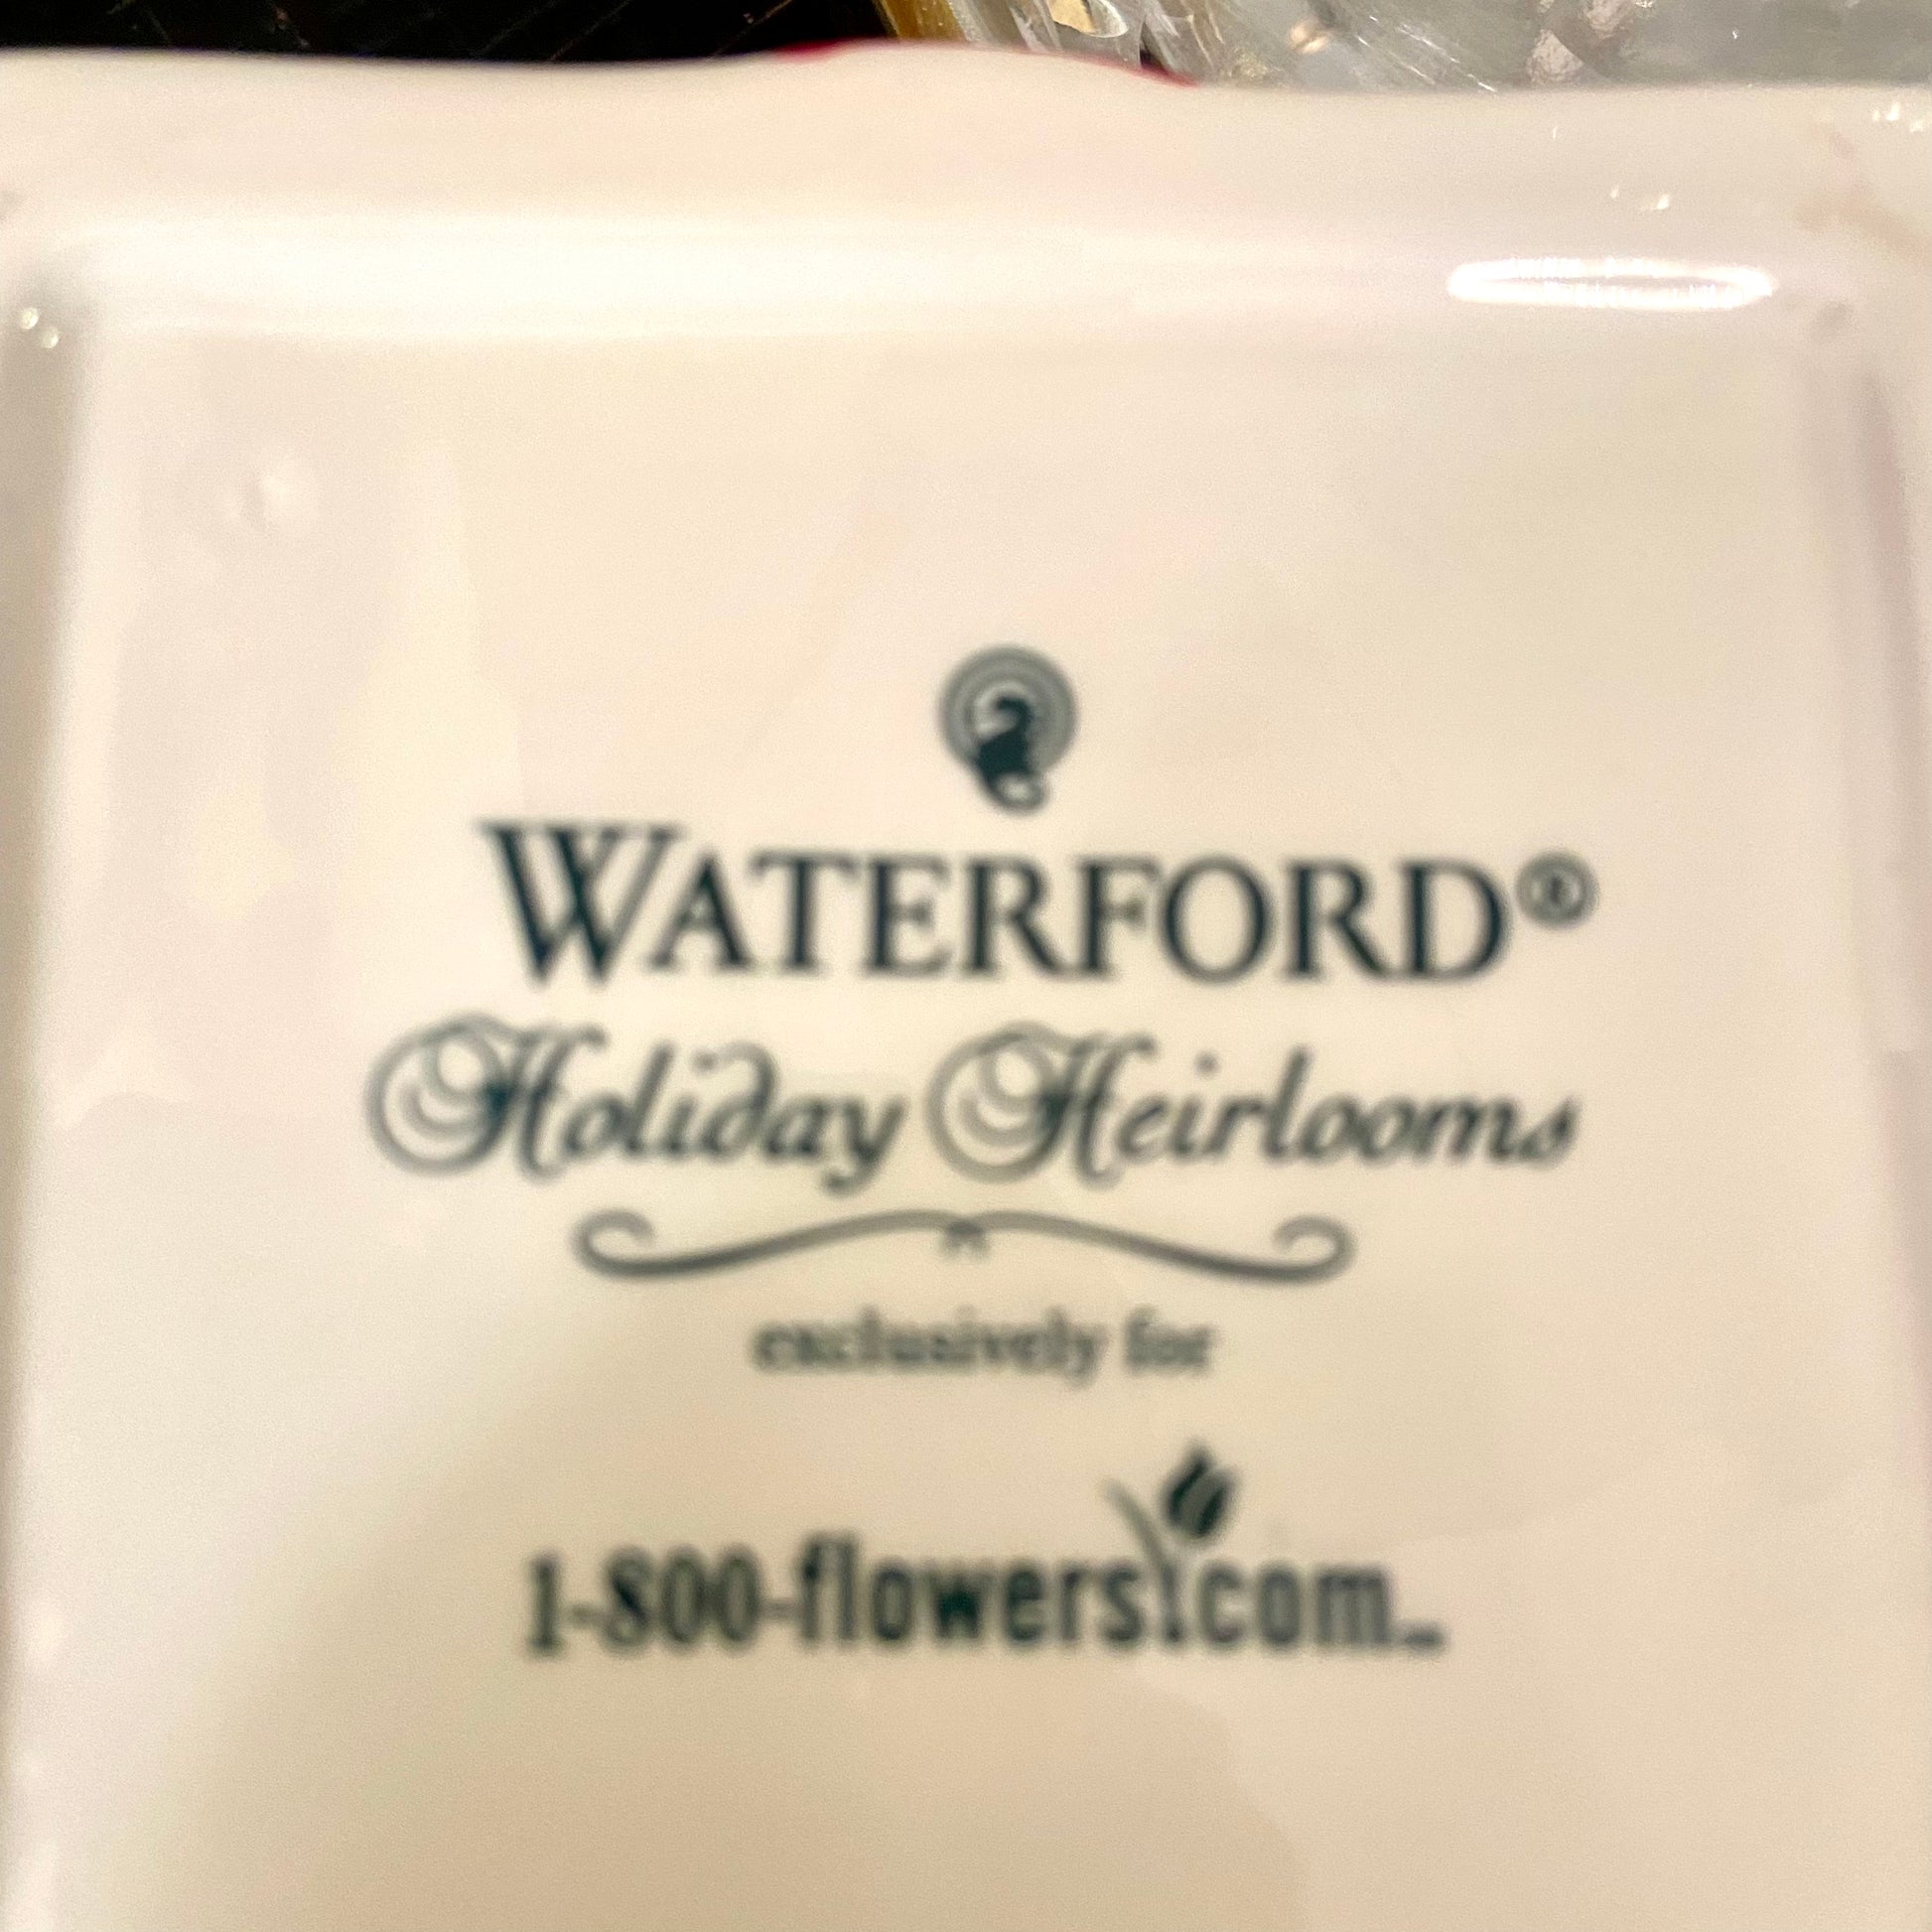 WATERFORD®
Holiday Heirlooms
exclusively for
1-800-flowers.com